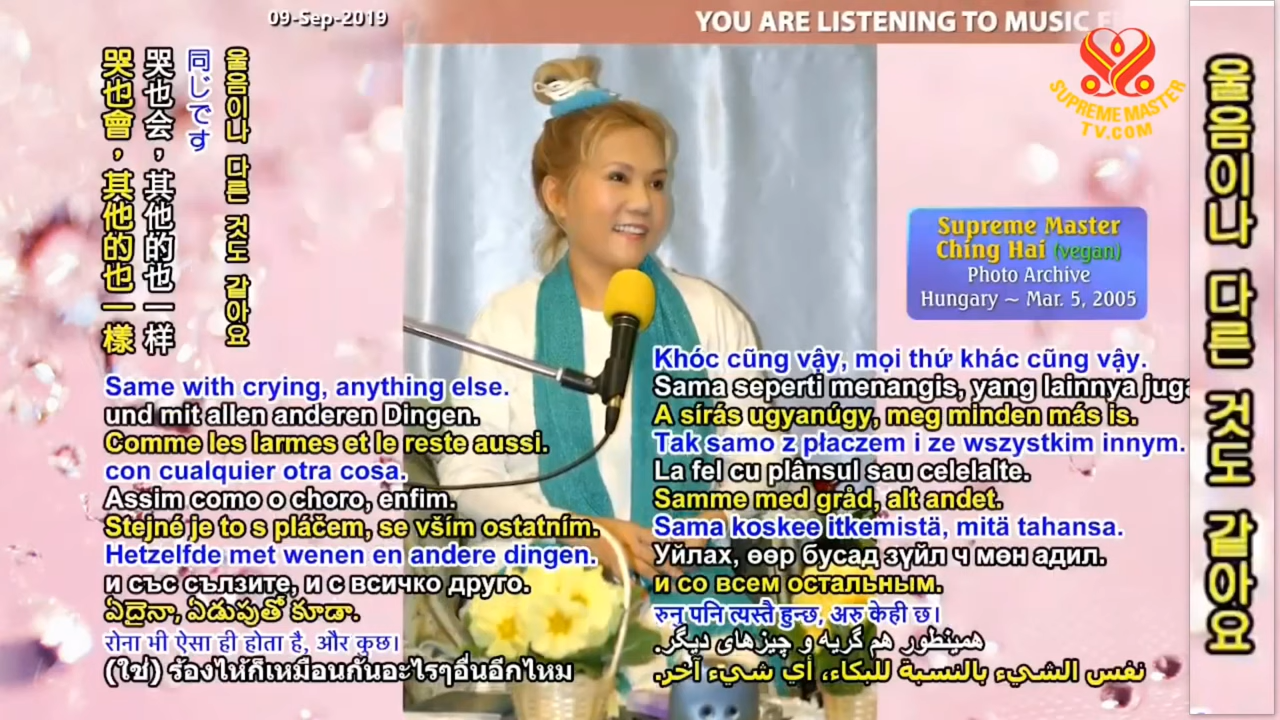 09-Sep-2019
YOU ARE LISTENING TO MUSIC
SUPREME MASTER
TV.COM
울음이나 다른 것도 같아요
同じです
哭也会，其他的也一样
哭也會，其他的也一樣
울음이나 다른 것도 같아요
Supreme Master
Ching Hai (vegan)
Photo Archive
Hungary ~ Mar. 5, 2005
Same with crying, anything else.
und mit allen anderen Dingen.
Comme les larmes et le reste aussi.
con cualquier otra cosa.
Assim como o choro, enfim.
Stejné je to s pláčem, se vším ostatním.
Hetzelfde met wenen en andere dingen.
и със сълзите, и с всичко друго.
ఏదైనా, ఏడుపుతో కూడా.
रोना भी ऐसा ही होता है, और कुछ।
(ใช่) ร้องไห้ก็เหมือนกันอะไรๆอื่นอีกไหม
Khóc cũng vậy, mọi thứ khác cũng vậy.
Sama seperti menangis, yang lainnya juga
A sírás ugyanúgy, meg minden más is.
Tak samo z płaczem i ze wszystkim innym.
La fel cu plânsul sau celelalte.
Samme med gråd, alt andet.
Sama koskee itkemistä, mitä tahansa.
Уйлах, өөр бусад зүйл ч мөн адил.
и со всем остальным.
रुनु पनि त्यस्तै हुन्छ, अरु केही छ।
همینطور هم گریه و چیزهای دیگر.
نفس الشيء بالنسبة للبكاء، أي شيء آخر.